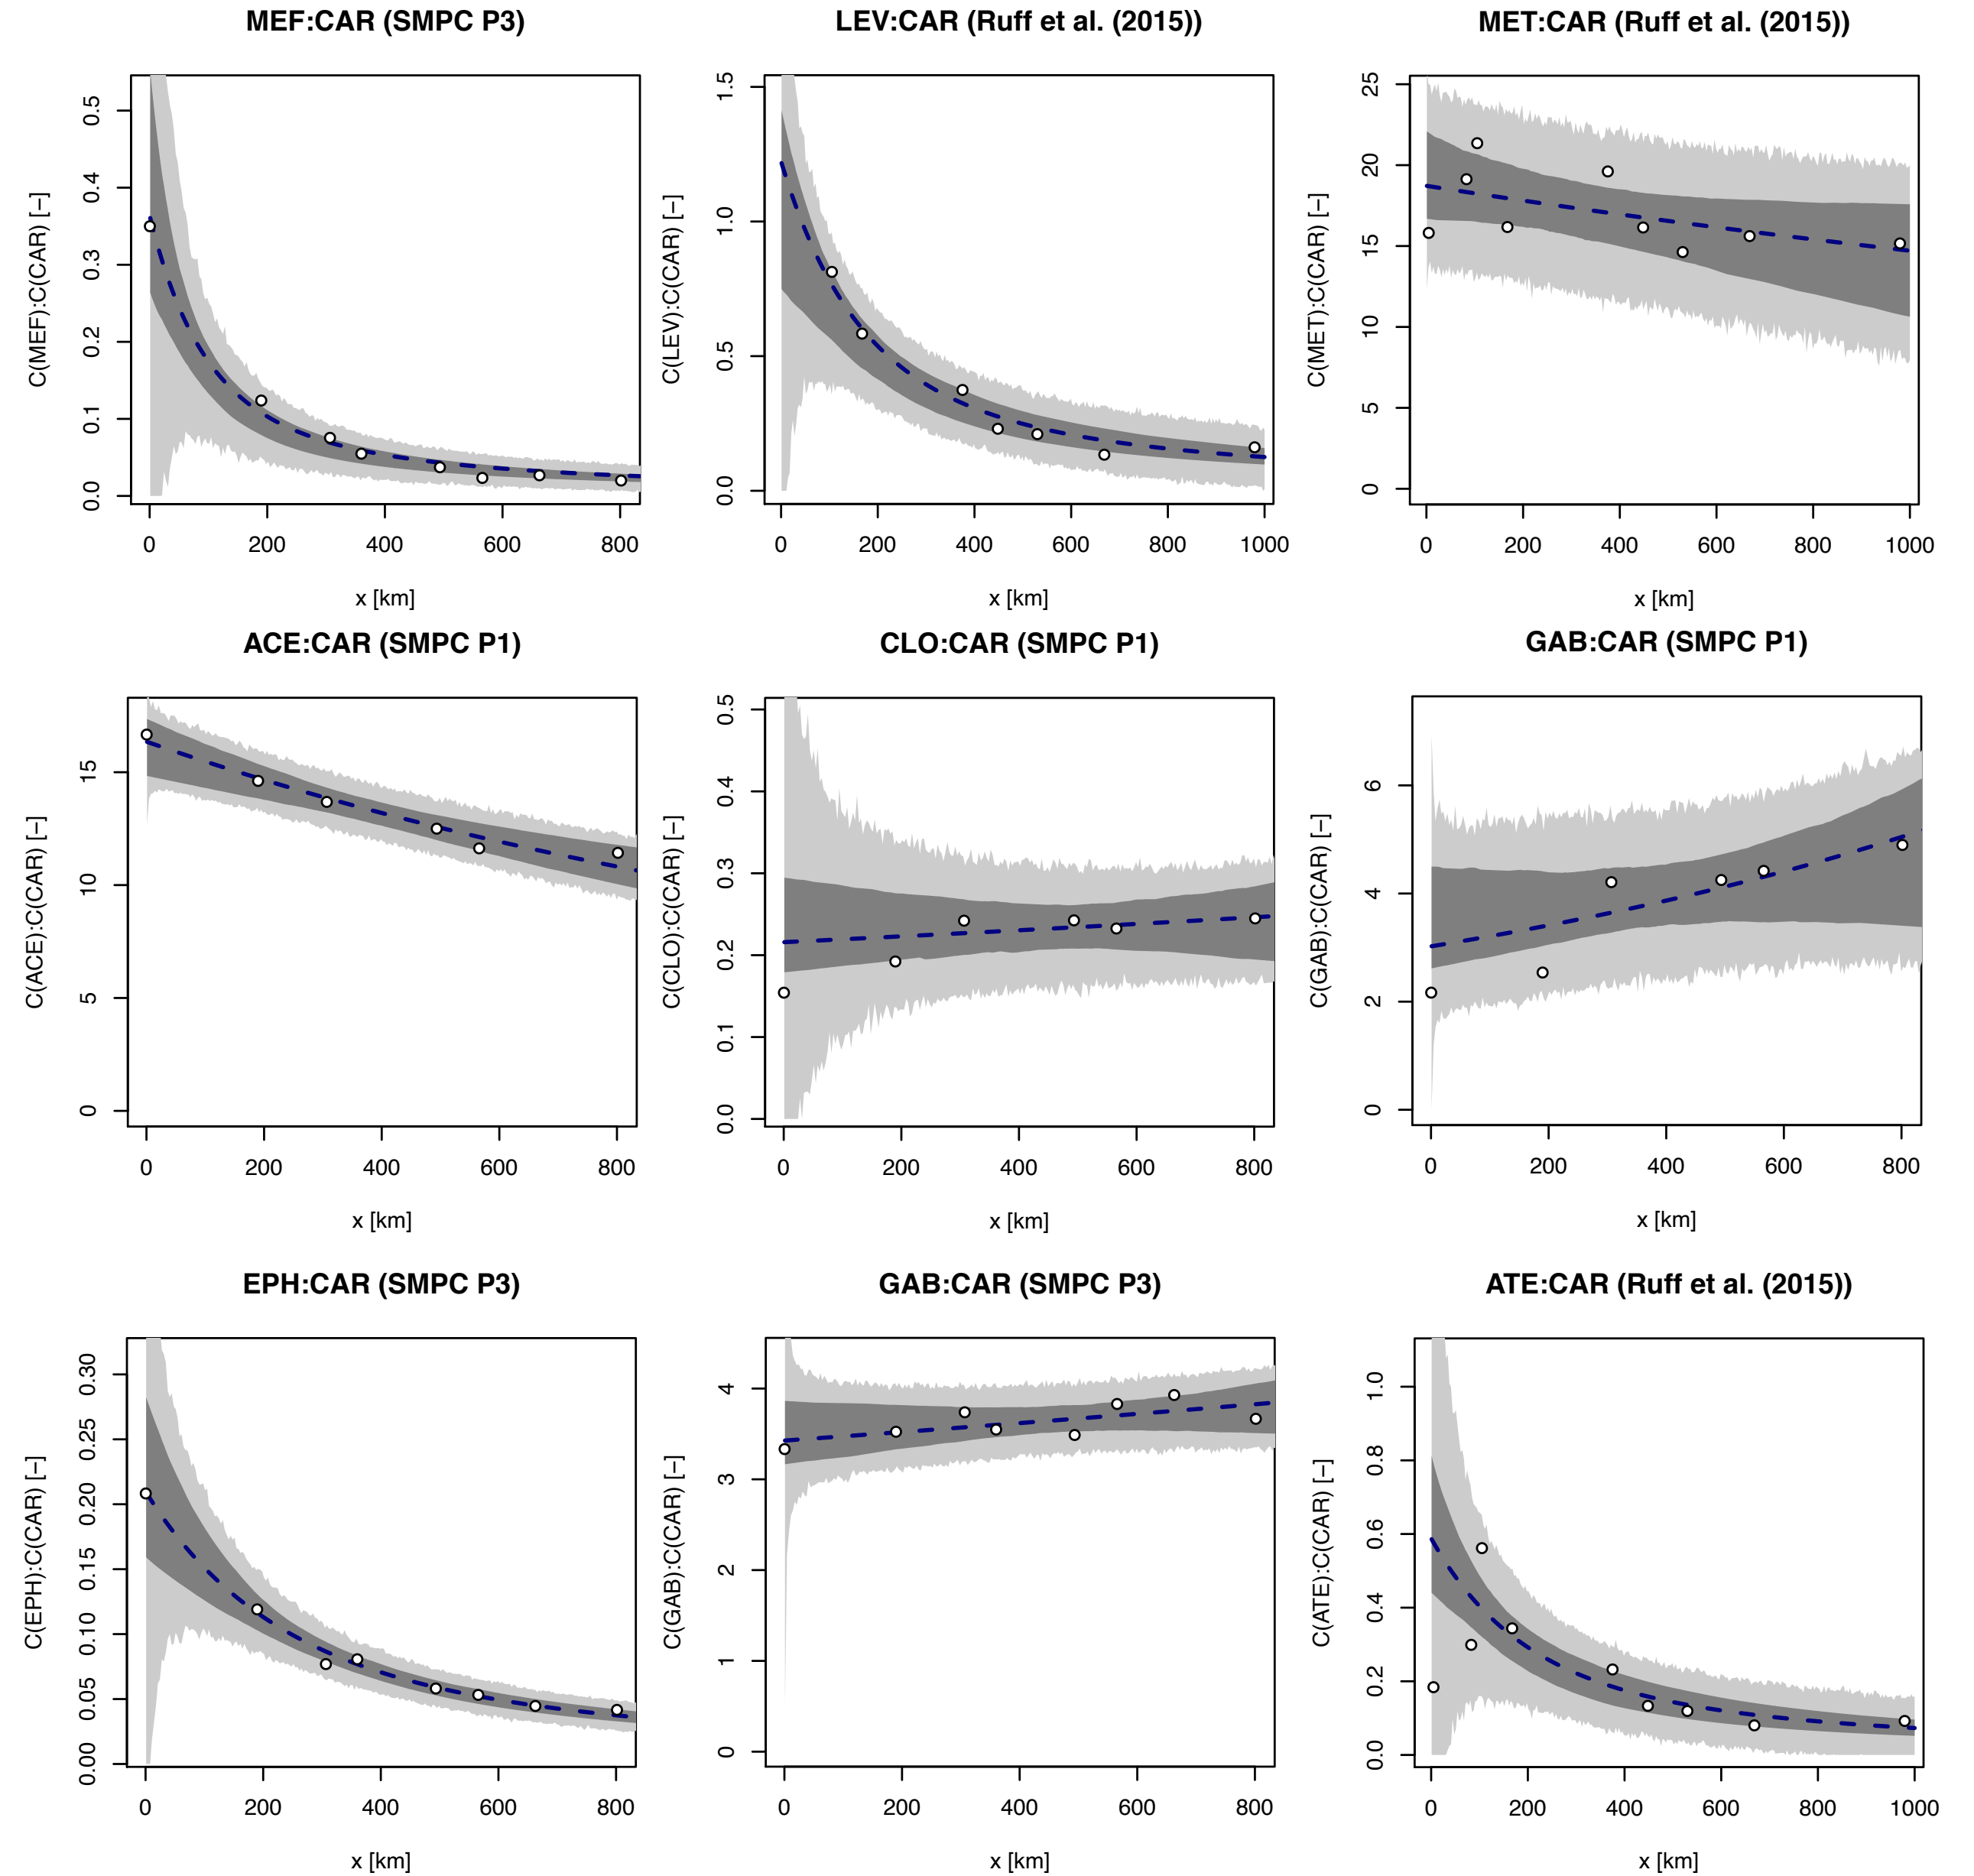 MEF:CAR (SMPC P3)
C(MEF):C(CAR) [−]
0.0 0.1 0.2 0.3 0.4 0.5
0 200 400 600 800
x [km]
LEV:CAR (Ruff et al. (2015))
C(LEV):C(CAR) [−]
0.0 0.5 1.0 1.5
0 200 400 600 800 1000
x [km]
MET:CAR (Ruff et al. (2015))
C(MET):C(CAR) [−]
0 5 10 15 20 25
0 200 400 600 800 1000
x [km]
ACE:CAR (SMPC P1)
C(ACE):C(CAR) [−]
0 5 10 15
0 200 400 600 800
x [km]
CLO:CAR (SMPC P1)
C(CLO):C(CAR) [−]
0.0 0.1 0.2 0.3 0.4 0.5
0 200 400 600 800
x [km]
GAB:CAR (SMPC P1)
C(GAB):C(CAR) [−]
0 2 4 6
0 200 400 600 800
x [km]
EPH:CAR (SMPC P3)
C(EPH):C(CAR) [−]
0.00 0.05 0.10 0.15 0.20 0.25 0.30
0 200 400 600 800
x [km]
GAB:CAR (SMPC P3)
C(GAB):C(CAR) [−]
0 1 2 3 4
0 200 400 600 800
x [km]
ATE:CAR (Ruff et al. (2015))
C(ATE):C(CAR) [−]
0.0 0.2 0.4 0.6 0.8 1.0
0 200 400 600 800 1000
x [km]